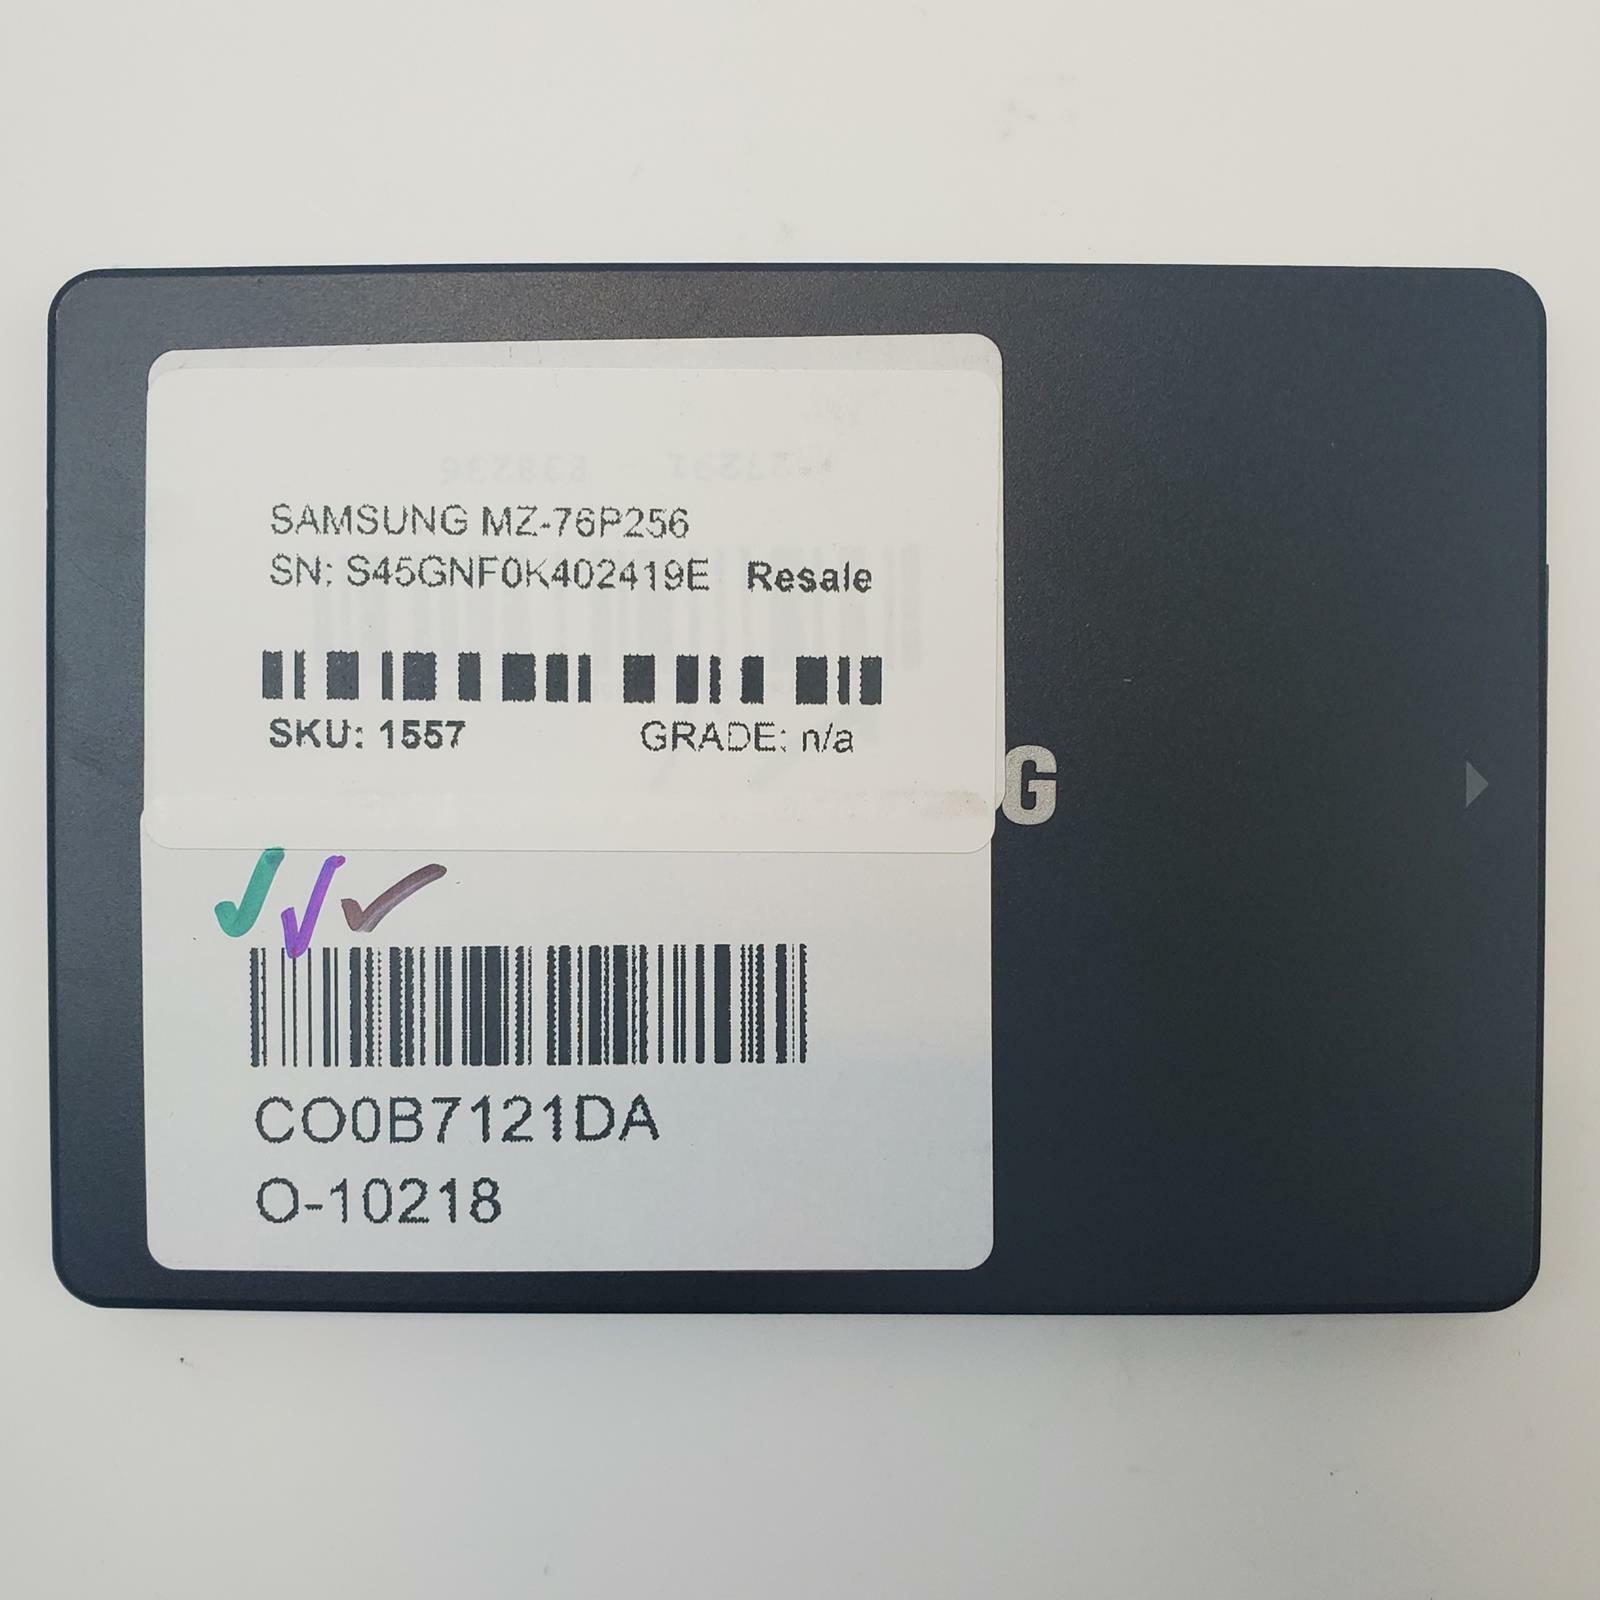 SAMSUNG MZ-76P256
SN: S45GNF0K402419E Resale
SKU: 1557 GRADE: n/a
G
CO0B7121DA
O-10218